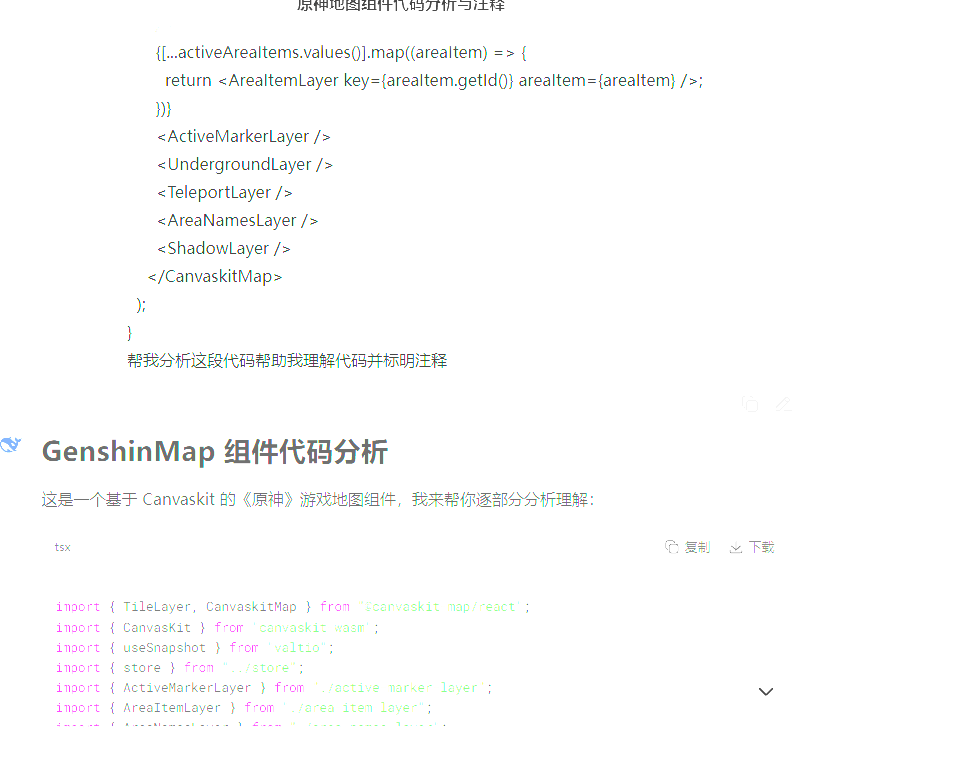 原神地图组件代码分析与注释
{[...activeAreaItems.values()].map((areaItem) => {
return <AreaItemLayer key={areaItem.getId()} areaItem={areaItem} />;
})}
<ActiveMarkerLayer />
<UndergroundLayer />
<TeleportLayer />
<AreaNamesLayer />
<ShadowLayer />
</CanvaskitMap>
);
}
帮我分析这段代码帮助我理解代码并标明注释
GenshinMap 组件代码分析
这是一个基于 Canvaskit 的《原神》游戏地图组件，我来帮你逐部分分析理解：
tsx 复制 下载
import { TileLayer, CanvaskitMap } from "@canvaskit-map/react";
import { CanvasKit } from "canvaskit-wasm";
import { useSnapshot } from "valtio";
import { store } from "../store";
import { ActiveMarkerLayer } from "./active-marker-layer";
import { AreaItemLayer } from "./area-item-layer";
import { AreaNamesLayer } from "./area-names-layer";